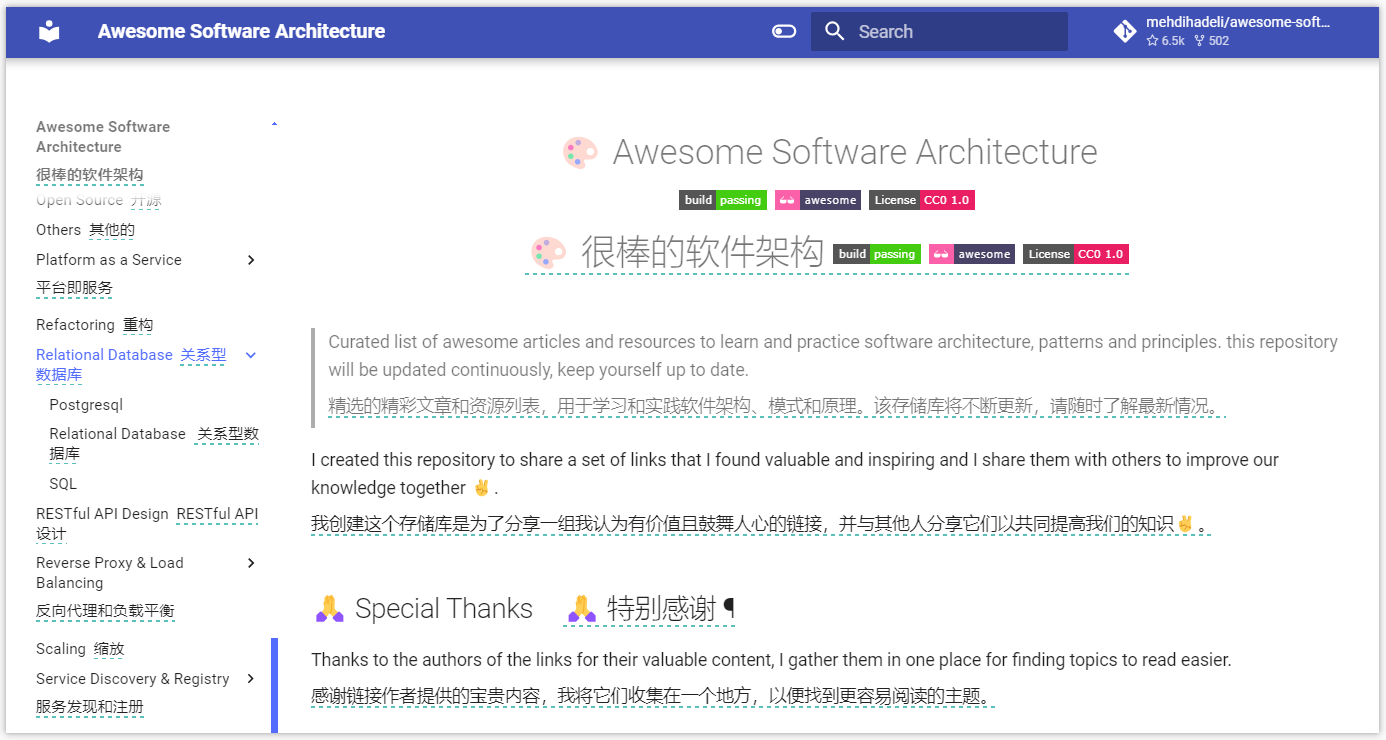 Awesome Software Architecture
Search
mehdihadeli/awesome-soft...
6.5k 502
Awesome Software
Architecture
很棒的软件架构
Open Source 开源
Others 其他的
Platform as a Service
平台即服务
Refactoring 重构
Relational Database 关系型
数据库
Postgresql
Relational Database 关系型数
据库
SQL
RESTful API Design RESTful API
设计
Reverse Proxy & Load
Balancing
反向代理和负载平衡
Scaling 缩放
Service Discovery & Registry
服务发现和注册
🎨 Awesome Software Architecture
build passing awesome License CC0 1.0
🎨 很棒的软件架构 build passing awesome License CC0 1.0
Curated list of awesome articles and resources to learn and practice software architecture, patterns and principles. this repository
will be updated continuously, keep yourself up to date.
精选的精彩文章和资源列表，用于学习和实践软件架构、模式和原理。该存储库将不断更新，请随时了解最新情况。
I created this repository to share a set of links that I found valuable and inspiring and I share them with others to improve our
knowledge together ✌️.
我创建这个存储库是为了分享一组我认为有价值且鼓舞人心的链接，并与其他人分享它们以共同提高我们的知识✌️。
🙏 Special Thanks 🙏 特别感谢 ¶
Thanks to the authors of the links for their valuable content, I gather them in one place for finding topics to read easier.
感谢链接作者提供的宝贵内容，我将它们收集在一个地方，以便找到更容易阅读的主题。